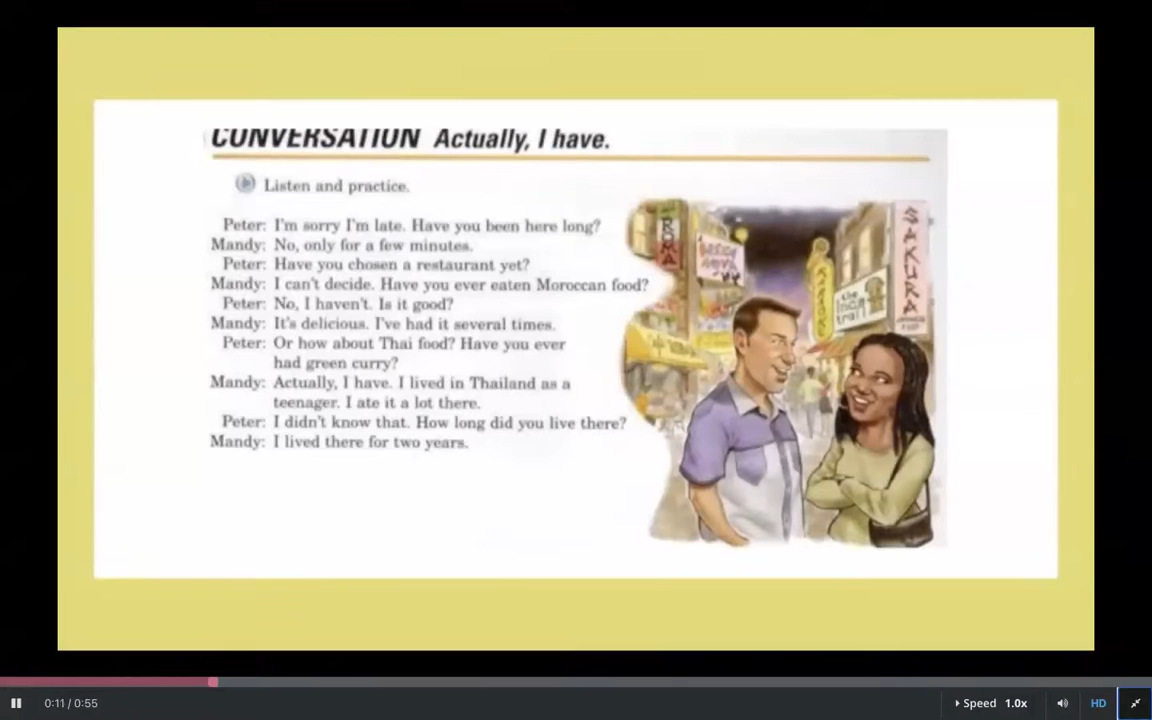 CONVERSATION Actually, I have.
Listen and practice.
Peter: I'm sorry I'm late. Have you been here long?
Mandy: No, only for a few minutes.
Peter: Have you chosen a restaurant yet?
Mandy: I can't decide. Have you ever eaten Moroccan food?
Peter: No, I haven't. Is it good?
Mandy: It's delicious. I've had it several times.
Peter: Or how about Thai food? Have you ever
had green curry?
Mandy: Actually, I have. I lived in Thailand as a
teenager. I ate it a lot there.
Peter: I didn't know that. How long did you live there?
Mandy: I lived there for two years.
ROMA
SAKURA
the
Inca
trail
0:11 / 0:55
Speed 1.0x
HD